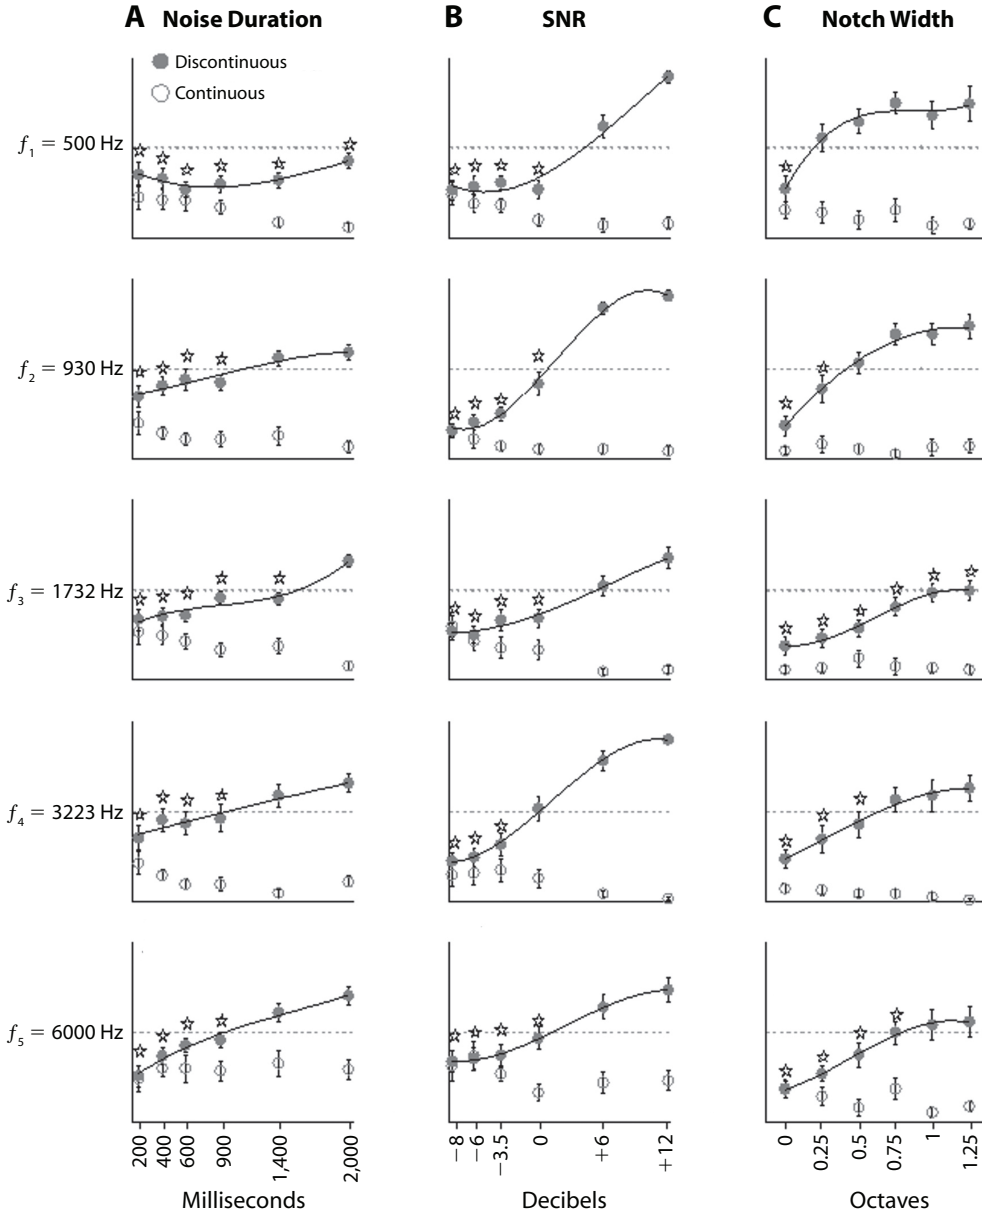 A Noise Duration
B SNR
C Notch Width
Discontinuous
Continuous
f1 = 500 Hz
f2 = 930 Hz
f3 = 1732 Hz
f4 = 3223 Hz
f5 = 6000 Hz
200 400 600 900 1,400 2,000
−8 −6 −3.5 0 +6 +12
0 0.25 0.5 0.75 1 1.25
Milliseconds
Decibels
Octaves